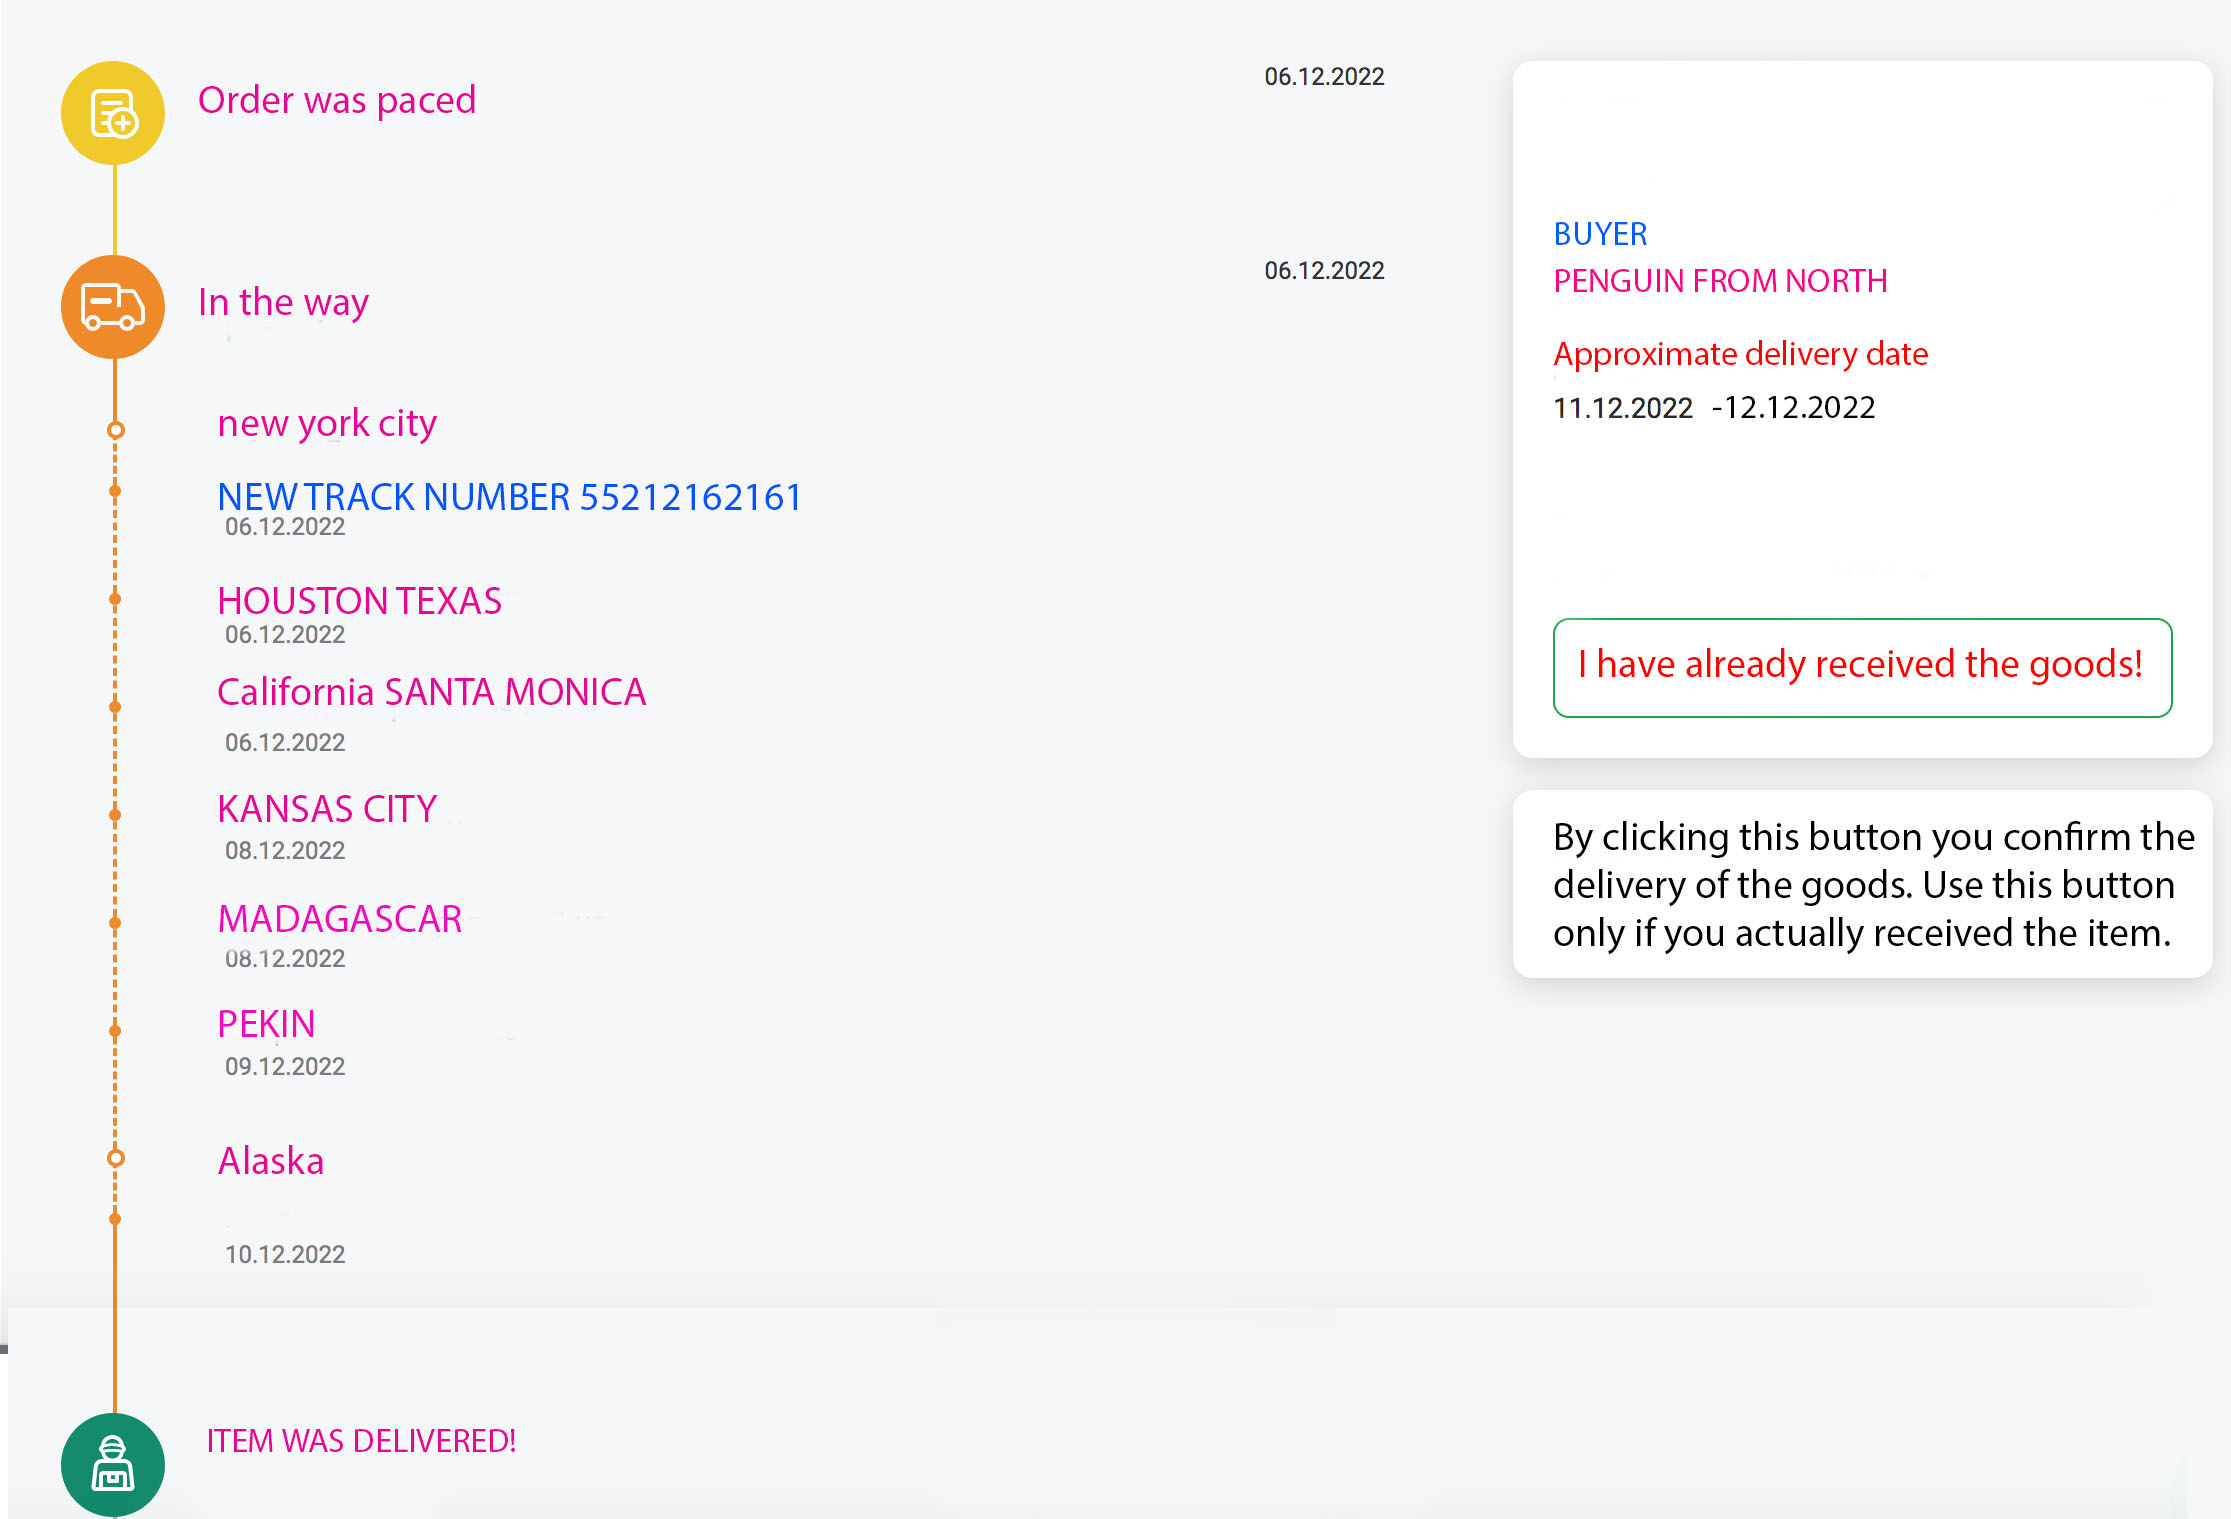 Order was paced
06.12.2022
In the way
06.12.2022
new york city
NEW TRACK NUMBER 55212162161
06.12.2022
HOUSTON TEXAS
06.12.2022
California SANTA MONICA
06.12.2022
KANSAS CITY
08.12.2022
MADAGASCAR
08.12.2022
PEKIN
09.12.2022
Alaska
10.12.2022
ITEM WAS DELIVERED!
BUYER
PENGUIN FROM NORTH
Approximate delivery date
11.12.2022 -12.12.2022
I have already received the goods!
By clicking this button you confirm the
delivery of the goods. Use this button
only if you actually received the item.